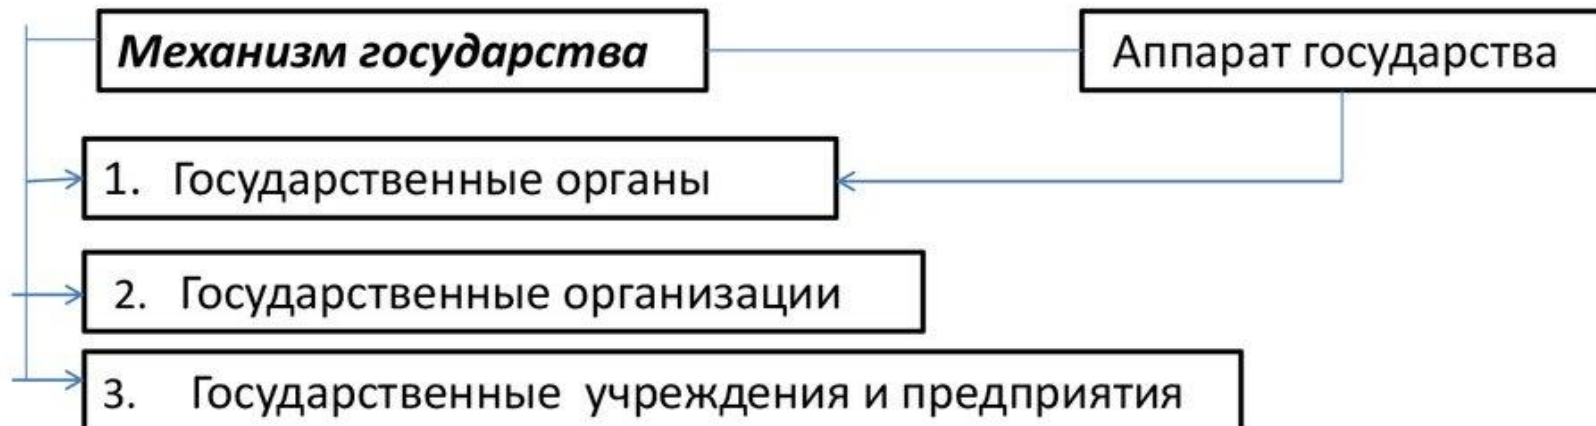 Механизм государства
Аппарат государства
1. Государственные органы
2. Государственные организации
3. Государственные учреждения и предприятия